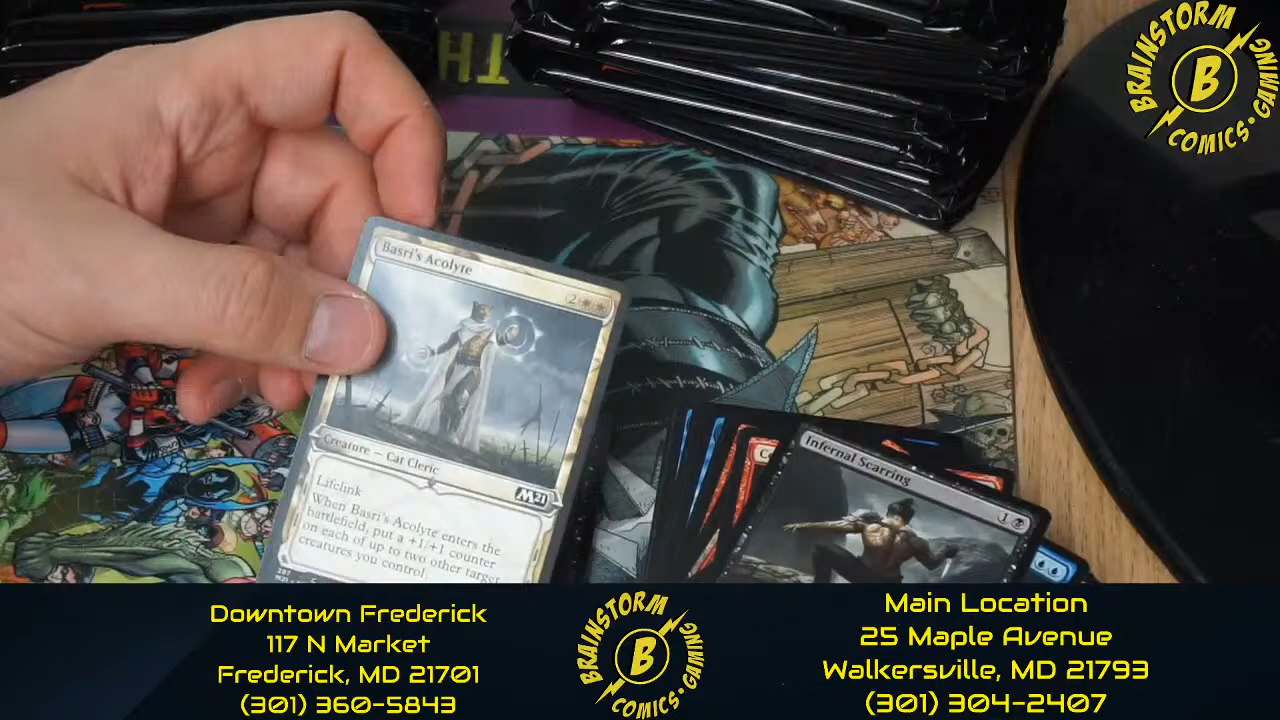 TH
BRAINSTORM
B
COMICS • GAMING
Basri's Acolyte
2
Creature — Cat Cleric
M21
Lifelink
When Basri's Acolyte enters the
battlefield, put a +1/+1 counter
on each of up to two other target
creatures you control.
Infernal Scarring
1
Downtown Frederick
117 N Market
Frederick, MD 21701
(301) 360-5843
BRAINSTORM
B
COMICS • GAMING
Main Location
25 Maple Avenue
Walkersville, MD 21793
(301) 304-2407